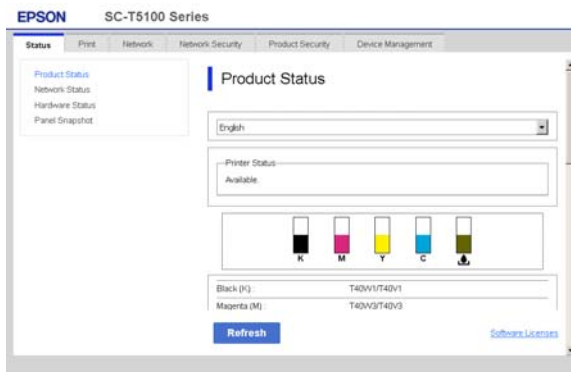 EPSON SC-T5100 Series
Status Print Network Network Security Product Security Device Management
Product Status
Network Status
Hardware Status
Panel Snapshot
Product Status
English
Printer Status
Available.
K M Y C
Black (K) : T40W1/T40V1
Magenta (M) : T40W3/T40V3
Refresh
Software Licenses